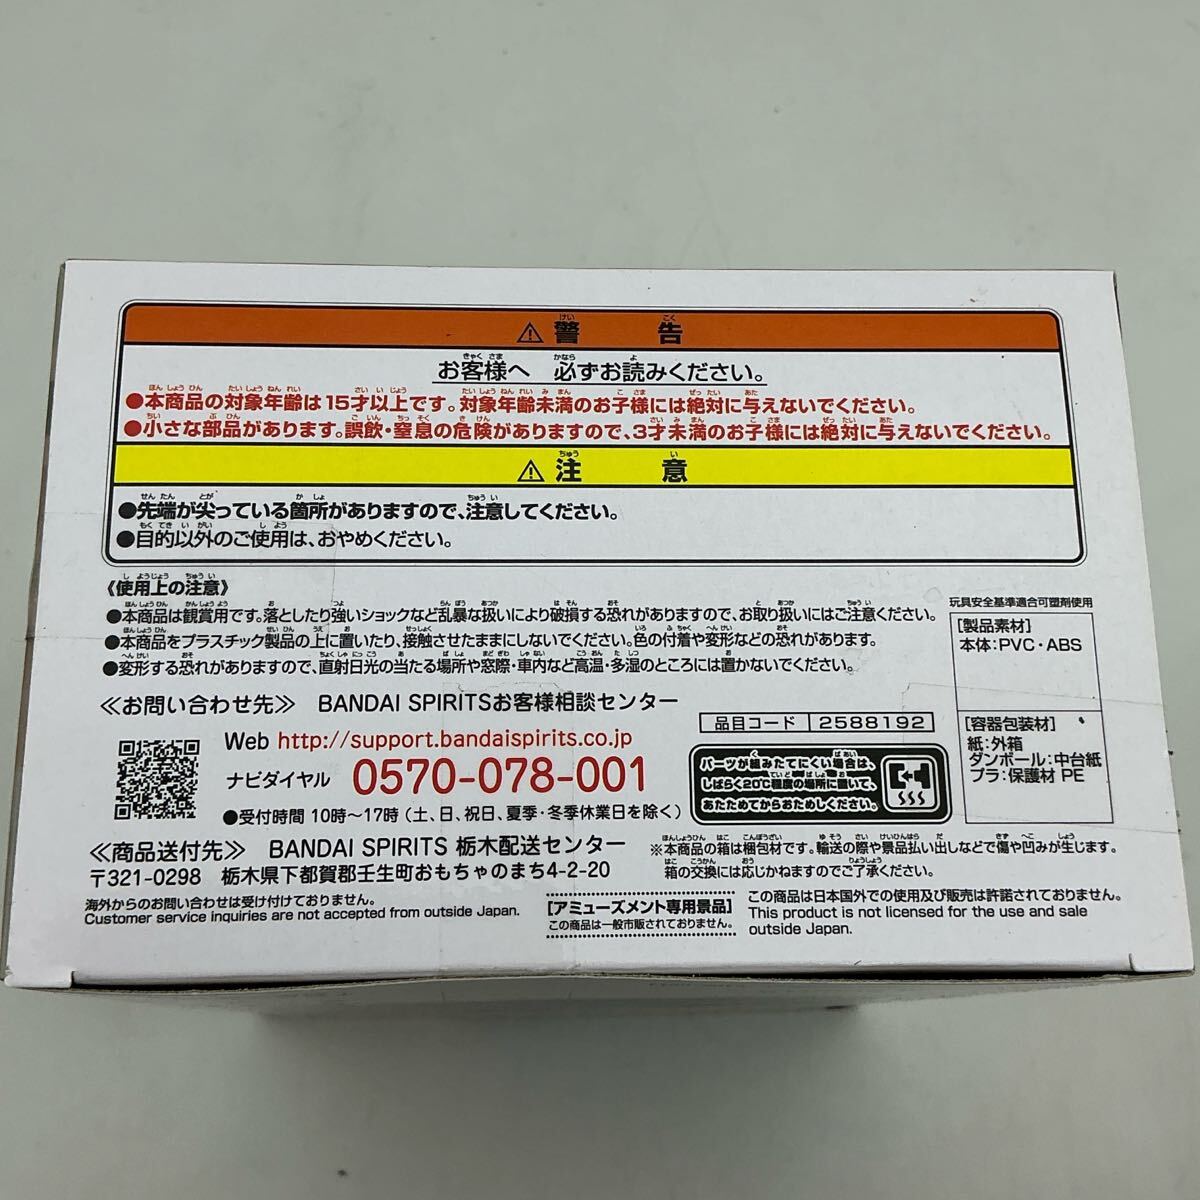 ⚠警告
お客様へ 必ずお読みください。
●本商品の対象年齢は15才以上です。対象年齢未満のお子様には絶対に与えないでください。
●小さな部品があります。誤飲・窒息の危険がありますので、3才未満のお子様には絶対に与えないでください。
⚠注意
●先端が尖っている箇所がありますので、注意してください。
●目的以外のご使用は、おやめください。
《使用上の注意》
●本商品は観賞用です。落としたり強いショックなど乱暴な扱いにより破損する恐れがありますので、お取り扱いにはご注意ください。
●本商品をプラスチック製品の上に置いたり、接触させたままにしないでください。色の付着や変形などの恐れがあります。
●変形する恐れがありますので、直射日光の当たる場所や窓際・車内など高温・多湿のところには置かないでください。
玩具安全基準適合可塑剤使用
[製品素材]
本体:PVC・ABS
[容器包装材]
紙:外箱
ダンボール:中台紙
プラ:保護材 PE
≪お問い合わせ先≫ BANDAI SPIRITSお客様相談センター
Web http://support.bandaispirits.co.jp
ナビダイヤル 0570-078-001
●受付時間 10時～17時(土、日、祝日、夏季・冬季休業日を除く)
品目コード 2588192
パーツが組みたてにくい場合は、
しばらく20℃程度の場所に置いて、
あたためてからおためしください。
≪商品送付先≫ BANDAI SPIRITS 栃木配送センター
〒321-0298 栃木県下都賀郡壬生町おもちゃのまち4-2-20
※本商品の箱は梱包材です。輸送の際や景品払い出しなどで傷や凹みが生じます。
箱の交換には応じかねますのでご了承ください。
海外からのお問い合わせは受け付けておりません。
Customer service inquiries are not accepted from outside Japan.
[アミューズメント専用景品]
この商品は一般市販されておりません。
この商品は日本国外での使用及び販売は許諾されておりません。
This product is not licensed for the use and sale
outside Japan.